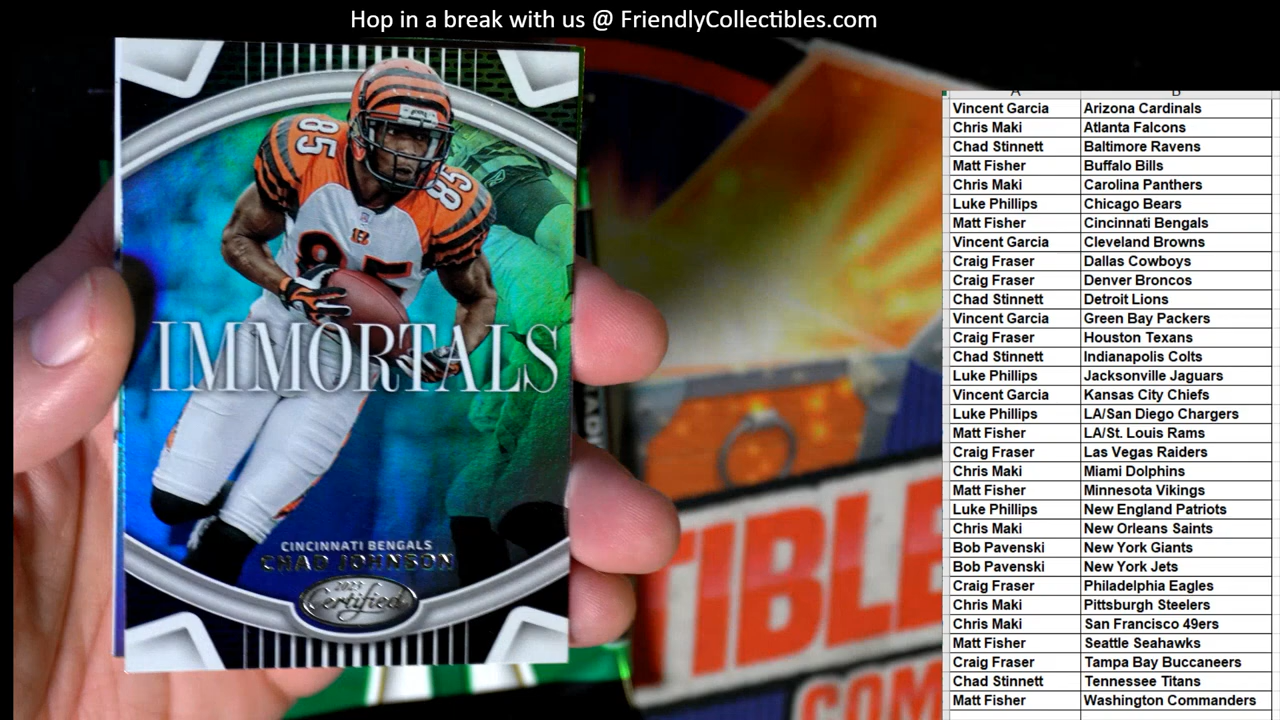 Hop in a break with us @ FriendlyCollectibles.com
85
85
85
IMMORTALS
CINCINNATI BENGALS
CHAD JOHNSON
2023
Certified
TIBLE
COM
A B
Vincent Garcia Arizona Cardinals
Chris Maki Atlanta Falcons
Chad Stinnett Baltimore Ravens
Matt Fisher Buffalo Bills
Chris Maki Carolina Panthers
Luke Phillips Chicago Bears
Matt Fisher Cincinnati Bengals
Vincent Garcia Cleveland Browns
Craig Fraser Dallas Cowboys
Craig Fraser Denver Broncos
Chad Stinnett Detroit Lions
Vincent Garcia Green Bay Packers
Craig Fraser Houston Texans
Chad Stinnett Indianapolis Colts
Luke Phillips Jacksonville Jaguars
Vincent Garcia Kansas City Chiefs
Luke Phillips LA/San Diego Chargers
Matt Fisher LA/St. Louis Rams
Craig Fraser Las Vegas Raiders
Chris Maki Miami Dolphins
Matt Fisher Minnesota Vikings
Luke Phillips New England Patriots
Chris Maki New Orleans Saints
Bob Pavenski New York Giants
Bob Pavenski New York Jets
Craig Fraser Philadelphia Eagles
Chris Maki Pittsburgh Steelers
Chris Maki San Francisco 49ers
Matt Fisher Seattle Seahawks
Craig Fraser Tampa Bay Buccaneers
Chad Stinnett Tennessee Titans
Matt Fisher Washington Commanders